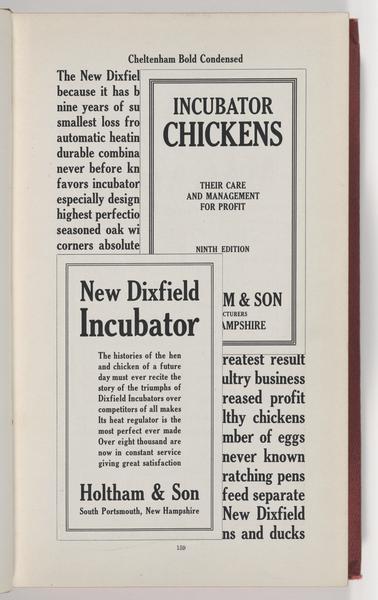 Cheltenham Bold Condensed
The New Dixfiel
because it has b
nine years of su
smallest loss fro
automatic heatin
durable combina
never before kn
favors incubator
especially design
highest perfectio
seasoned oak wi
corners absolute
INCUBATOR
CHICKENS
THEIR CARE
AND MANAGEMENT
FOR PROFIT
NINTH EDITION
M & SON
CTURERS
AMPSHIRE
New Dixfield
Incubator
The histories of the hen
and chicken of a future
day must ever recite the
story of the triumphs of
Dixfield Incubators over
competitors of all makes
Its heat regulator is the
most perfect ever made
Over eight thousand are
now in constant service
giving great satisfaction
Holtham & Son
South Portsmouth, New Hampshire
reatest result
ultry business
reased profit
lthy chickens
mber of eggs
never known
ratching pens
feed separate
New Dixfield
ns and ducks
159